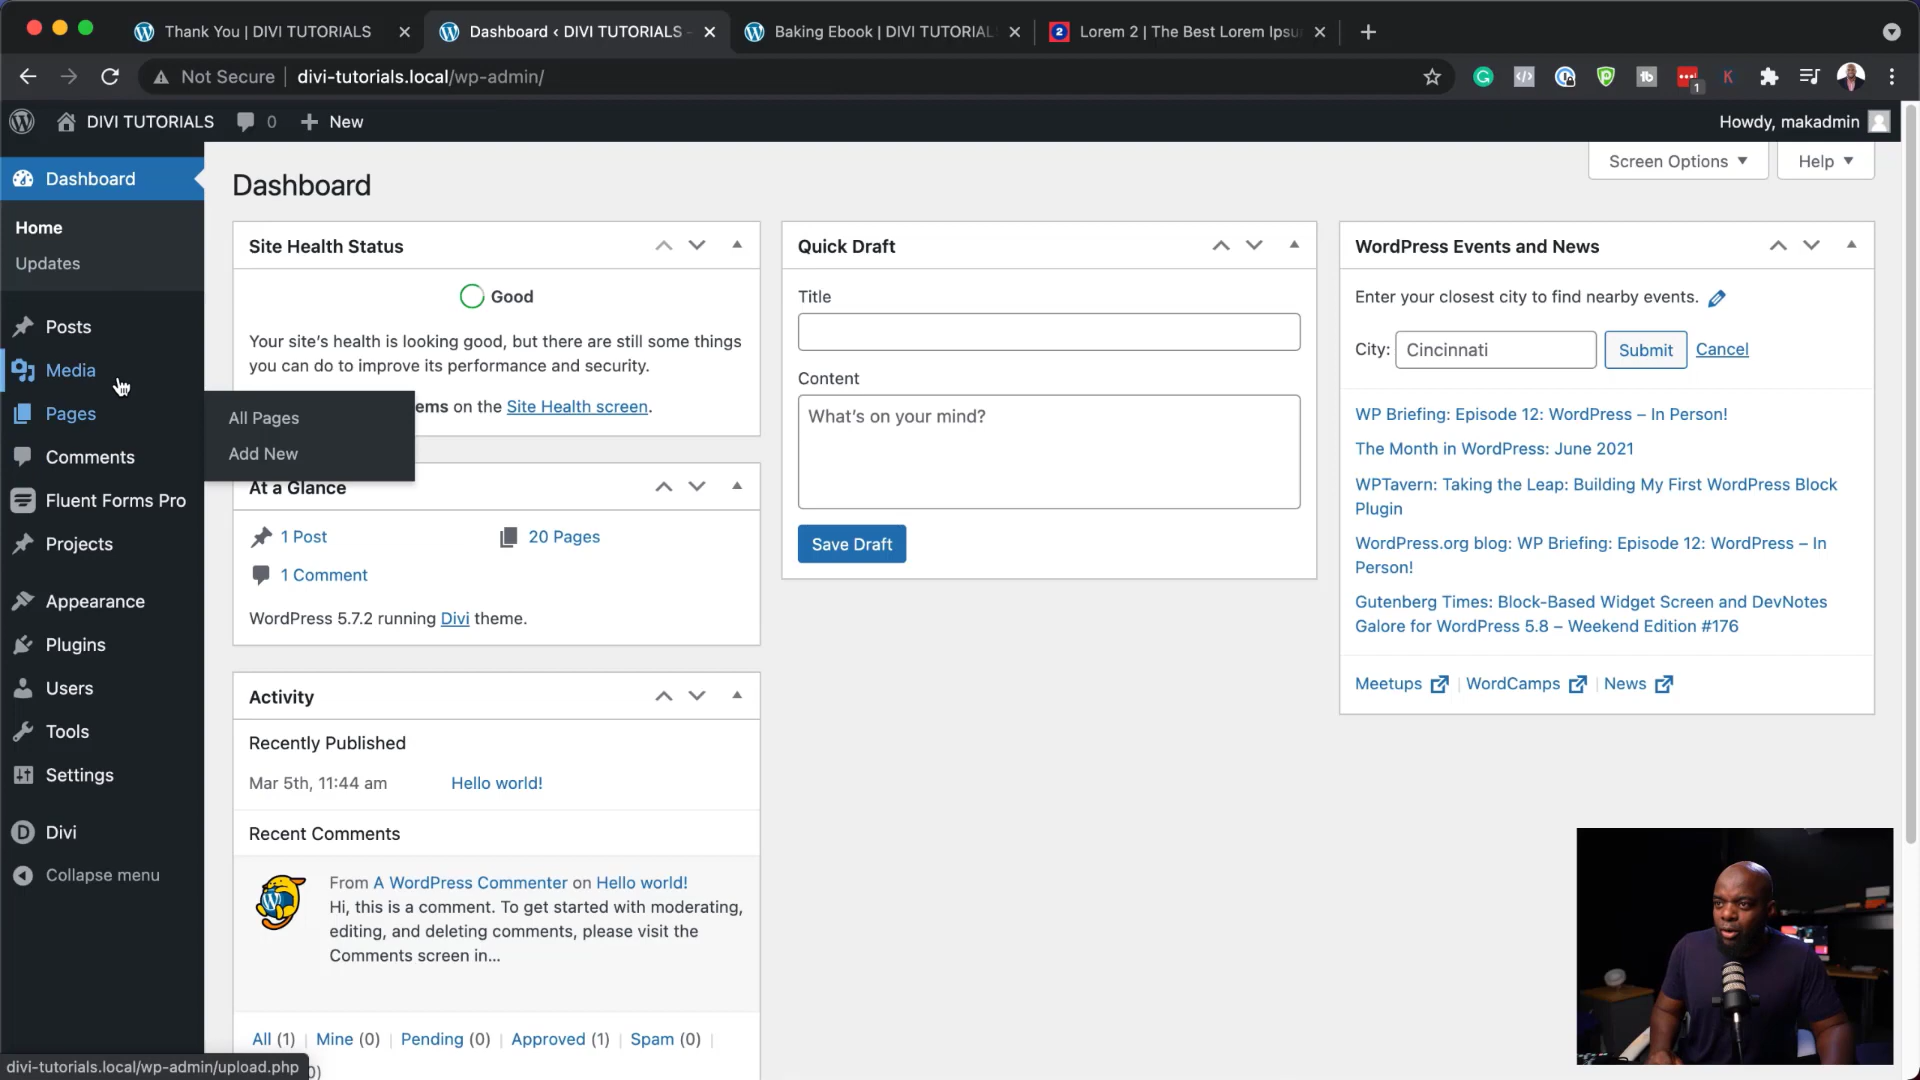 Thank You | DIVI TUTORIALS
Dashboard ‹ DIVI TUTORIALS -
Baking Ebook | DIVI TUTORIAL
Lorem 2 | The Best Lorem Ipsu
Not Secure
divi-tutorials.local/wp-admin/
1
DIVI TUTORIALS
0
New
Howdy, makadmin
Dashboard
Home
Updates
Posts
Media
Pages
Comments
Fluent Forms Pro
Projects
Appearance
Plugins
Users
Tools
Settings
Divi
Collapse menu
All Pages
Add New
Screen Options
Help
Dashboard
Site Health Status
Good
Your site's health is looking good, but there are still some things
you can do to improve its performance and security.
ems on the Site Health screen.
At a Glance
1 Post
20 Pages
1 Comment
WordPress 5.7.2 running Divi theme.
Activity
Recently Published
Mar 5th, 11:44 am
Hello world!
Recent Comments
From A WordPress Commenter on Hello world!
Hi, this is a comment. To get started with moderating,
editing, and deleting comments, please visit the
Comments screen in...
All (1) | Mine (0) | Pending (0) | Approved (1) | Spam (0) |
0)
Quick Draft
Title
Content
What's on your mind?
Save Draft
WordPress Events and News
Enter your closest city to find nearby events.
City:
Cincinnati
Submit
Cancel
WP Briefing: Episode 12: WordPress – In Person!
The Month in WordPress: June 2021
WPTavern: Taking the Leap: Building My First WordPress Block
Plugin
WordPress.org blog: WP Briefing: Episode 12: WordPress – In
Person!
Gutenberg Times: Block-Based Widget Screen and DevNotes
Galore for WordPress 5.8 – Weekend Edition #176
Meetups | WordCamps | News
divi-tutorials.local/wp-admin/upload.php